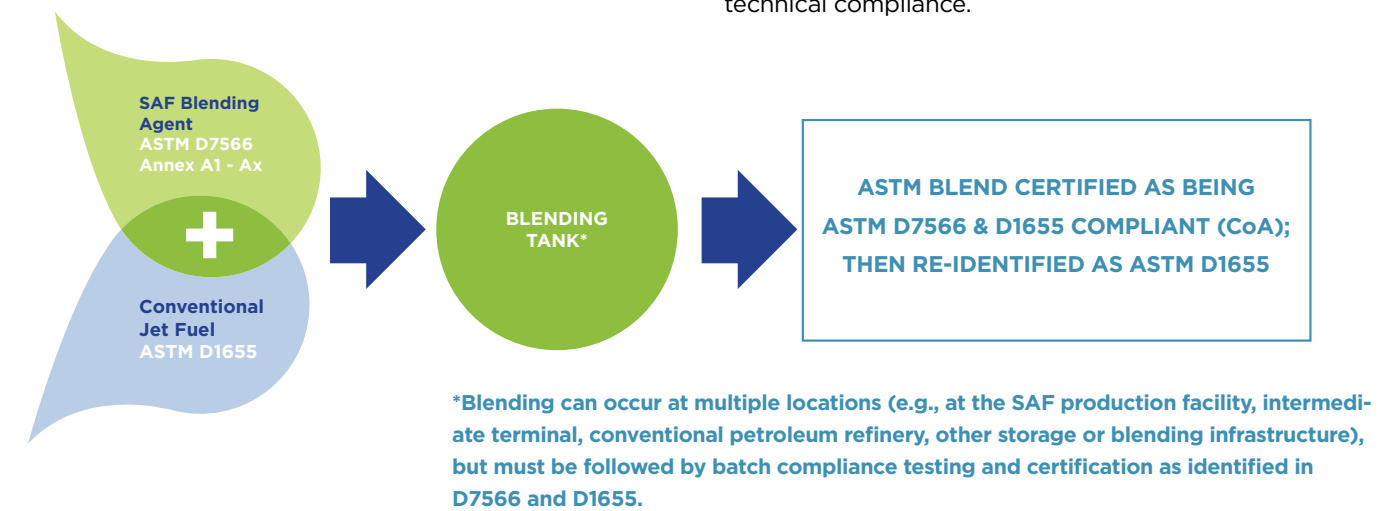 technical compliance.
SAF Blending
Agent
ASTM D7566
Annex A1 - Ax
+
Conventional
Jet Fuel
ASTM D1655
BLENDING
TANK*
ASTM BLEND CERTIFIED AS BEING
ASTM D7566 & D1655 COMPLIANT (CoA);
THEN RE-IDENTIFIED AS ASTM D1655
*Blending can occur at multiple locations (e.g., at the SAF production facility, intermedi-
ate terminal, conventional petroleum refinery, other storage or blending infrastructure),
but must be followed by batch compliance testing and certification as identified in
D7566 and D1655.